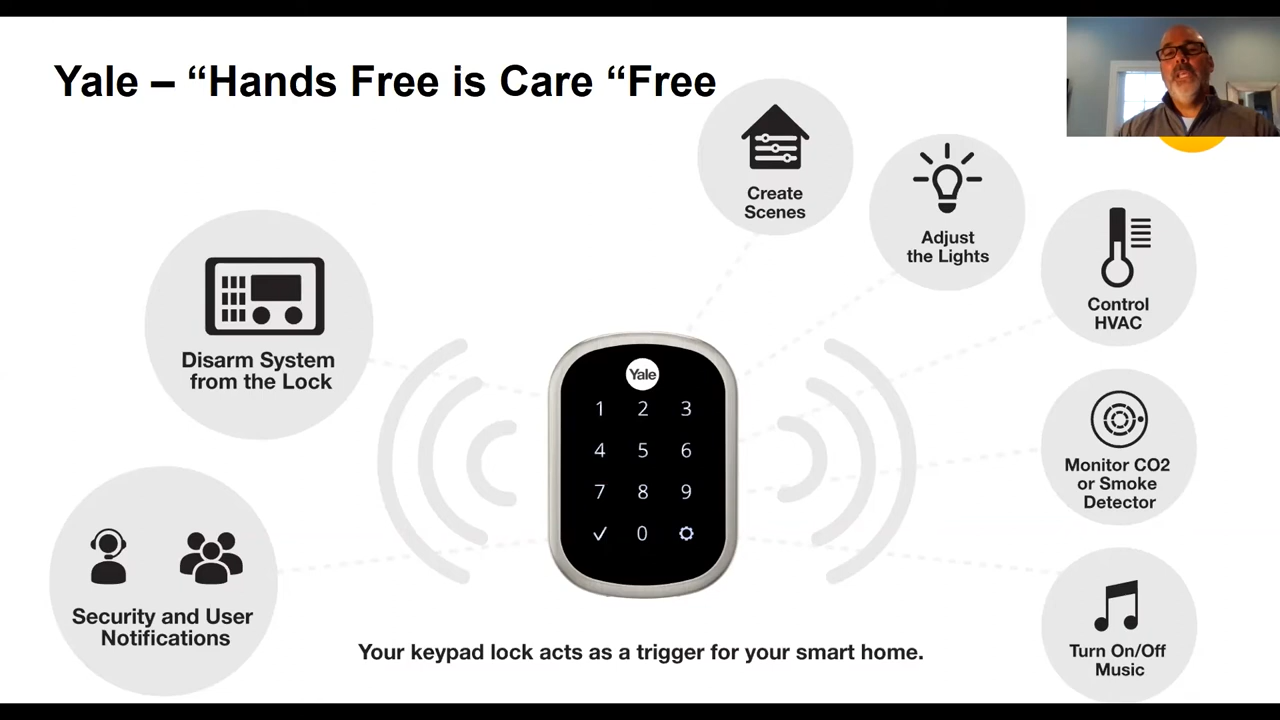 Yale – “Hands Free is Care “Free
Create
Scenes
Adjust
the Lights
Control
HVAC
Disarm System
from the Lock
Yale
1 2 3
4 5 6
7 8 9
✓ 0
Monitor CO2
or Smoke
Detector
Security and User
Notifications
Turn On/Off
Music
Your keypad lock acts as a trigger for your smart home.